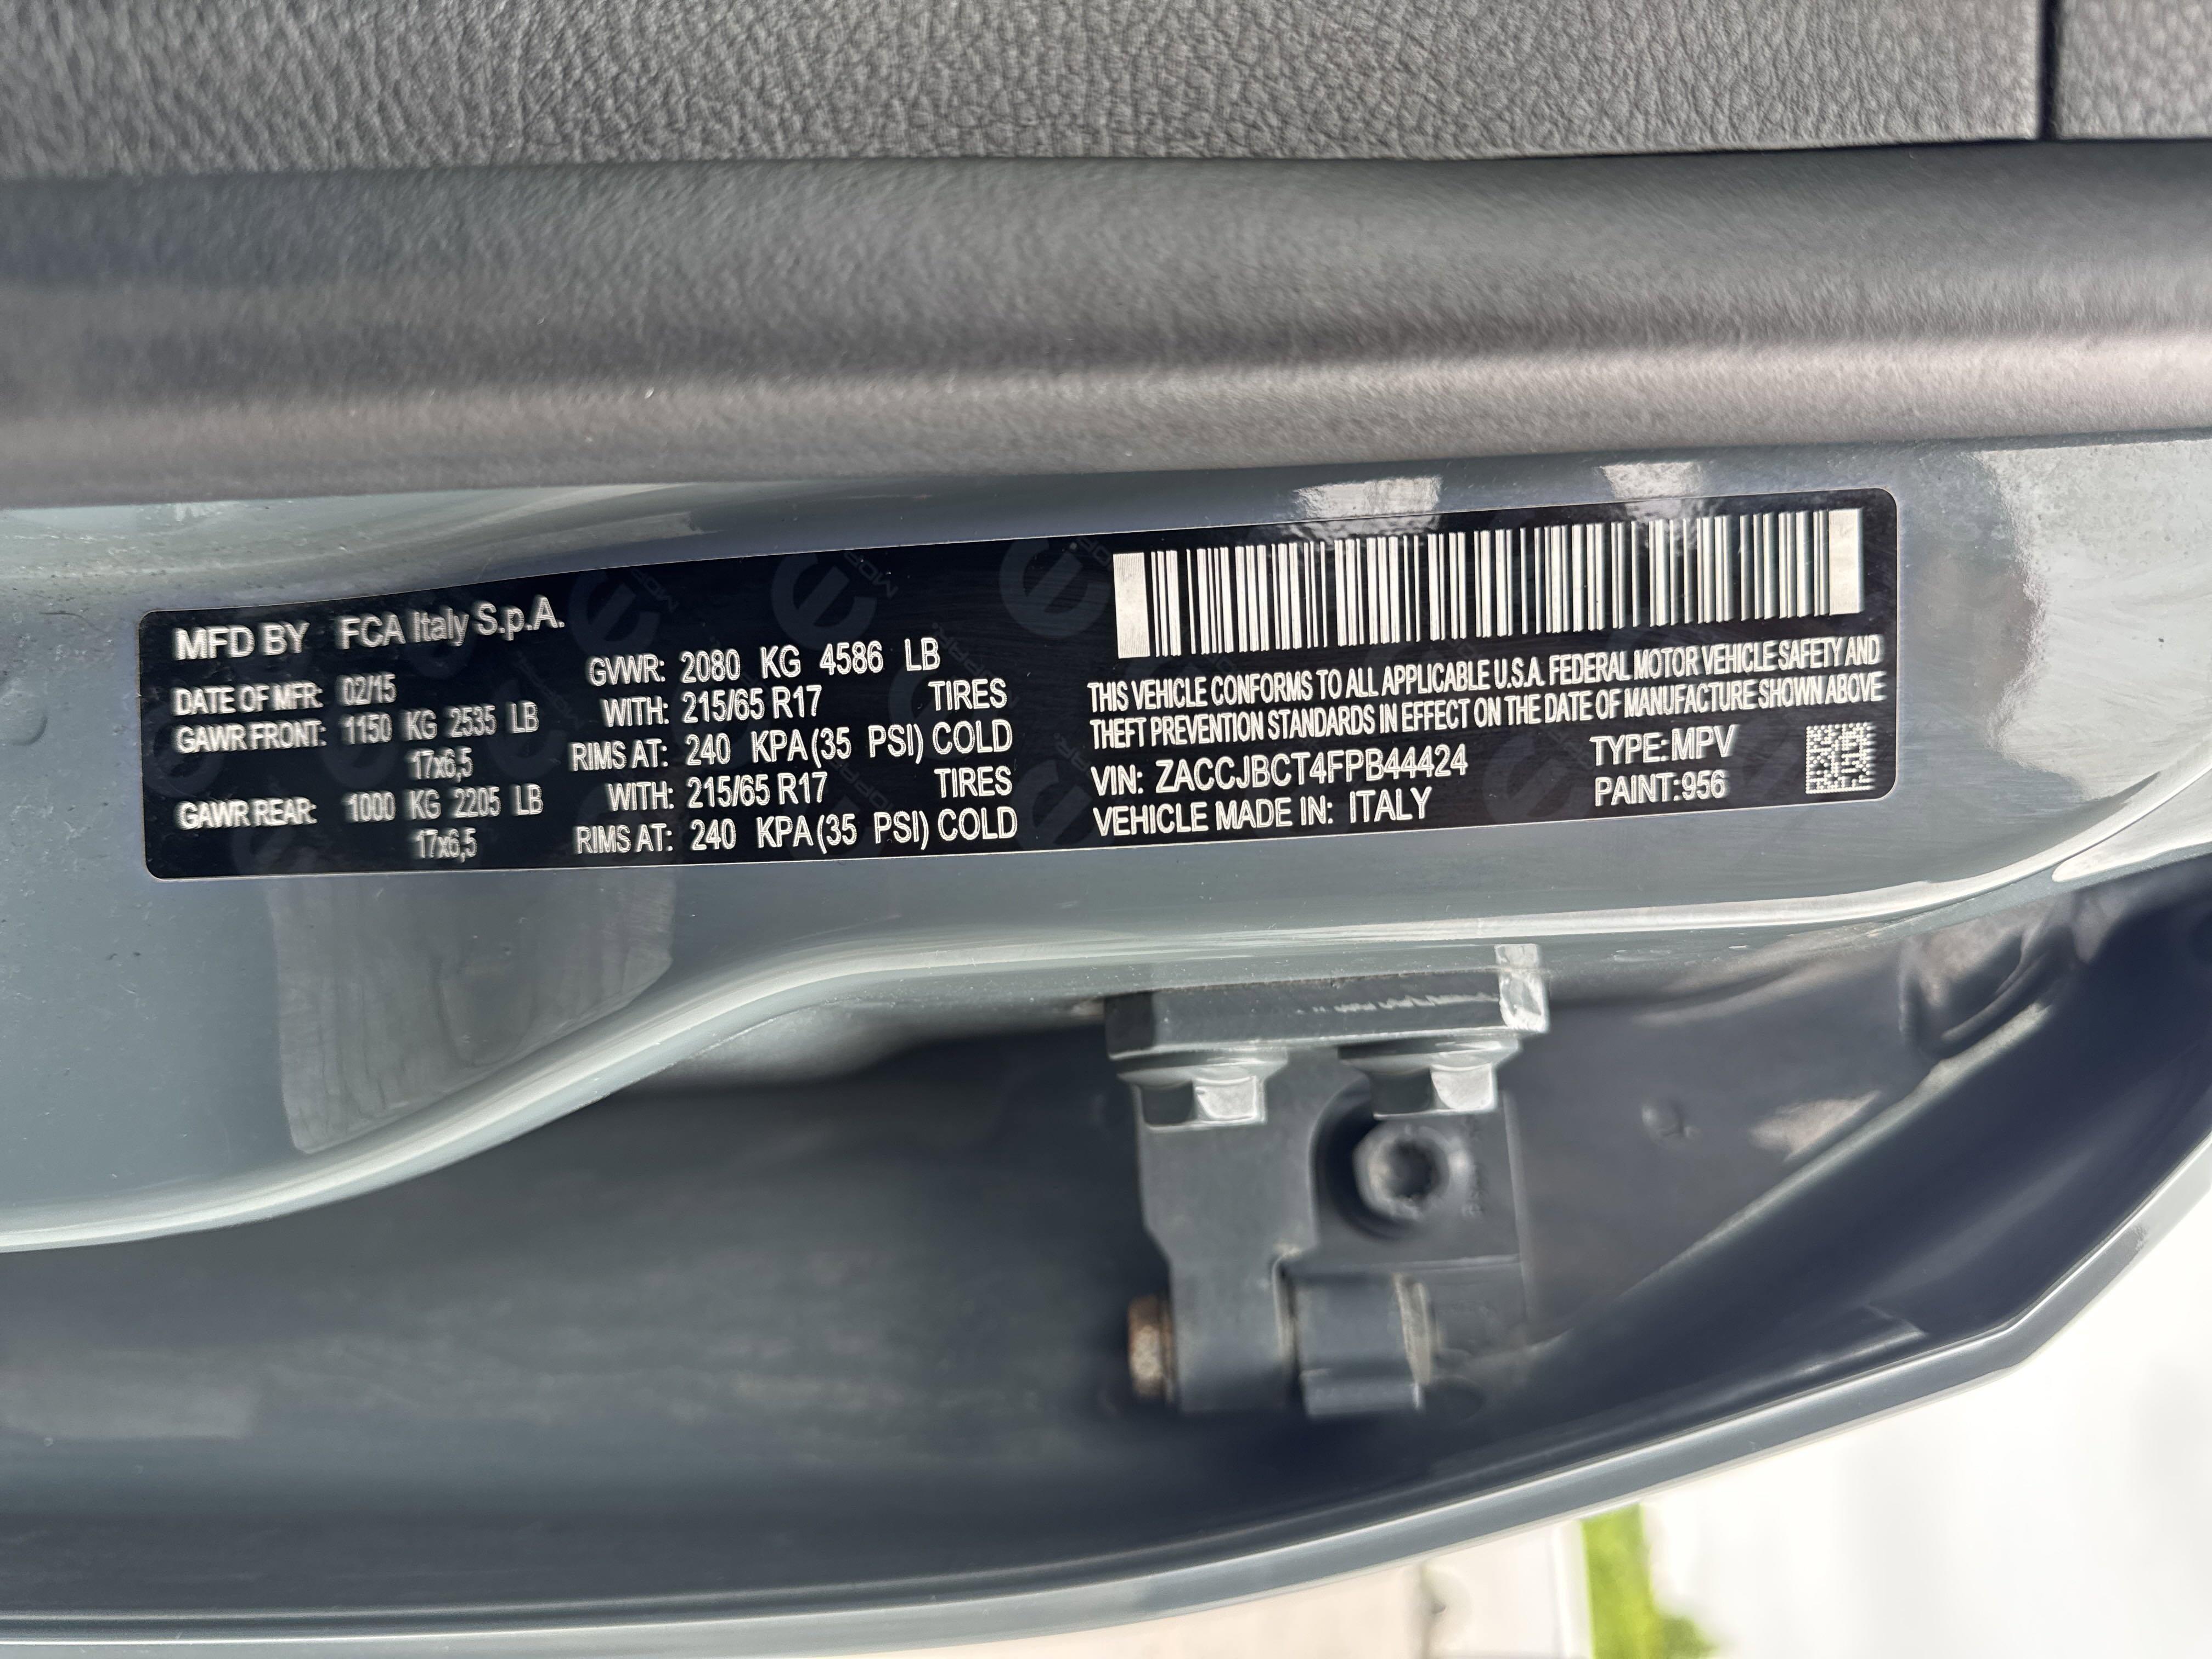 MFD BY FCA Italy S.p.A.
DATE OF MFR: 02/15 GVWR: 2080 KG 4586 LB
GAWR FRONT: 1150 KG 2535 LB WITH: 215/65 R17 TIRES
17x6,5 RIMS AT: 240 KPA (35 PSI) COLD
GAWR REAR: 1000 KG 2205 LB WITH: 215/65 R17 TIRES
17x6,5 RIMS AT: 240 KPA (35 PSI) COLD
THIS VEHICLE CONFORMS TO ALL APPLICABLE U.S.A. FEDERAL MOTOR VEHICLE SAFETY AND
THEFT PREVENTION STANDARDS IN EFFECT ON THE DATE OF MANUFACTURE SHOWN ABOVE
VIN: ZACCJBCT4FPB44424 TYPE: MPV
VEHICLE MADE IN: ITALY PAINT: 956